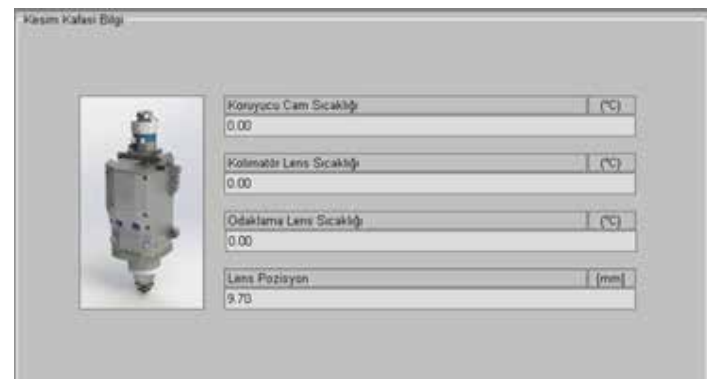 Kesim Kafasi Bilgi
Koruyucu Cam Sıcaklığı (°C)
0.00
Kolimatör Lens Sıcaklığı (°C)
0.00
Odaklama Lens Sıcaklığı (°C)
0.00
Lens Pozisyon [mm]
9.70